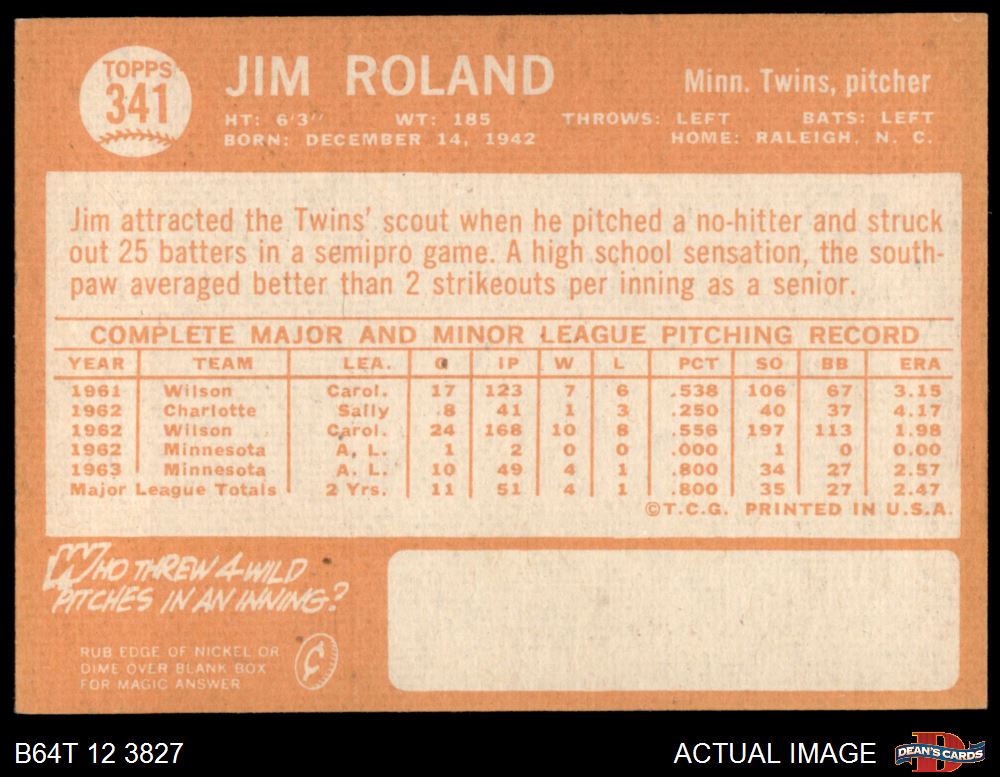 TOPPS
341
JIM ROLAND
Minn. Twins, pitcher
HT: 6'3" WT: 185 THROWS: LEFT BATS: LEFT
BORN: DECEMBER 14, 1942 HOME: RALEIGH, N. C.
Jim attracted the Twins' scout when he pitched a no-hitter and struck
out 25 batters in a semipro game. A high school sensation, the south-
paw averaged better than 2 strikeouts per inning as a senior.
COMPLETE MAJOR AND MINOR LEAGUE PITCHING RECORD
YEAR TEAM LEA. G IP W L PCT SO BB ERA
1961 Wilson Carol. 17 123 7 6 .538 106 67 3.15
1962 Charlotte Sally 8 41 1 3 .250 40 37 4.17
1962 Wilson Carol. 24 168 10 8 .556 197 113 1.98
1962 Minnesota A. L. 1 2 0 0 .000 1 0 0.00
1963 Minnesota A. L. 10 49 4 1 .800 34 27 2.57
Major League Totals 2 Yrs. 11 51 4 1 .800 35 27 2.47
©T.C.G. PRINTED IN U.S.A.
WHO THREW 4 WILD
PITCHES IN AN INNING?
RUB EDGE OF NICKEL OR
DIME OVER BLANK BOX
FOR MAGIC ANSWER
B64T 12 3827
ACTUAL IMAGE
DEAN'S CARDS